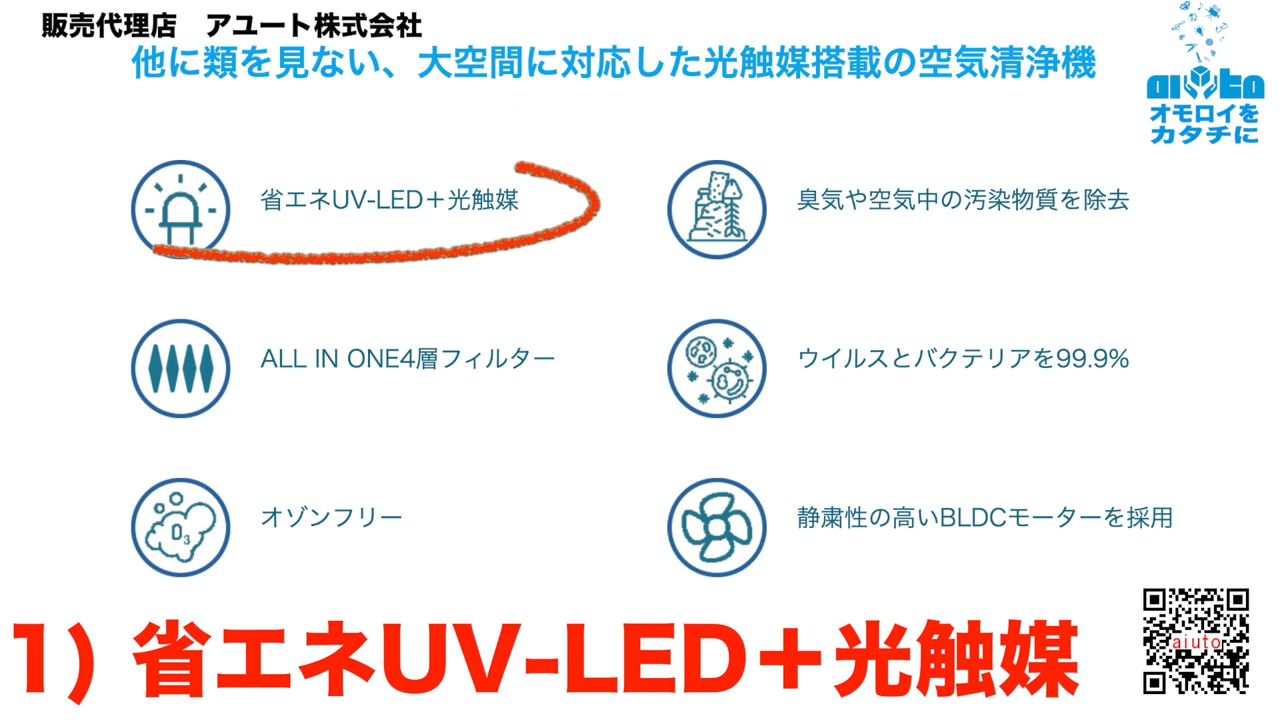 販売代理店　アユート株式会社
他に類を見ない、大空間に対応した光触媒搭載の空気清浄機
aiuto
オモロイを
カタチに
省エネUV-LED＋光触媒
臭気や空気中の汚染物質を除去
ALL IN ONE4層フィルター
ウイルスとバクテリアを99.9%
O3
オゾンフリー
静粛性の高いBLDCモーターを採用
1) 省エネUV-LED＋光触媒
aiuto